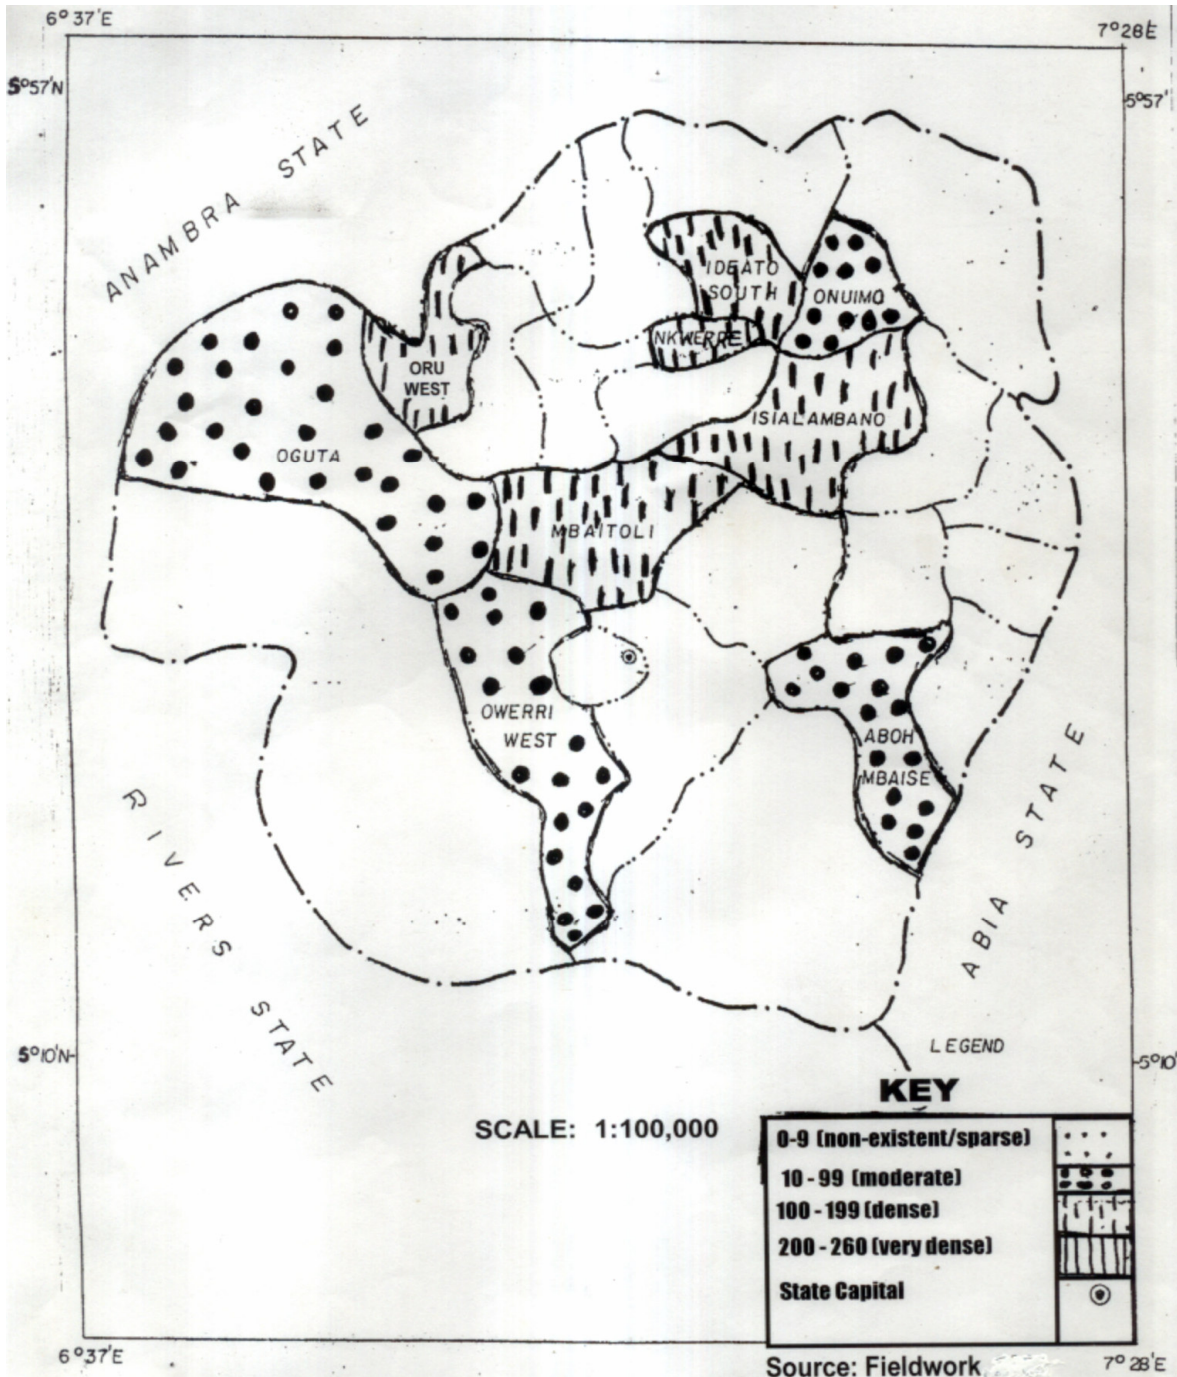 6° 37'E
7° 28'E
5°57'N
5°57'
ANAMBRA STATE
IDEATO
SOUTH
ONUIMO
NKWERRE
ORU
WEST
ISIALAMBANO
OGUTA
MBAITOLI
OWERRI
WEST
ABOH
MBAISE
RIVERS STATE
ABIA STATE
5°10'N
5°10'
LEGEND
KEY
SCALE: 1:100,000
0-9 (non-existent/sparse)
10 - 99 (moderate)
100 - 199 (dense)
200 - 260 (very dense)
State Capital
6° 37'E
7° 28'E
Source: Fieldwork